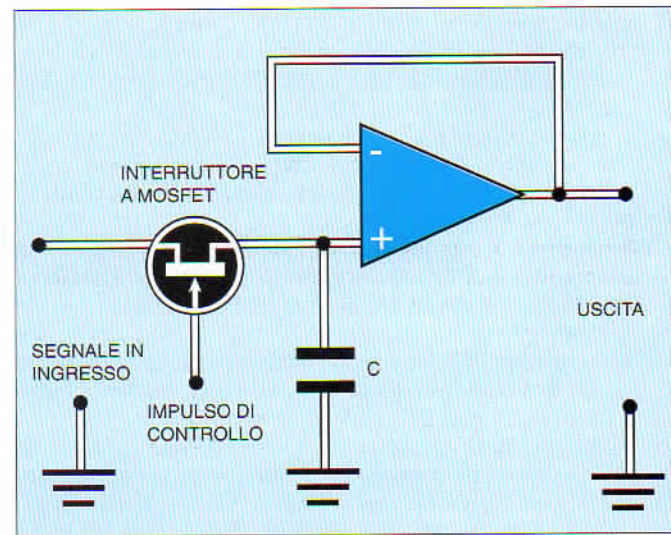 INTERRUTTORE
A MOSFET
-
+
USCITA
SEGNALE IN
INGRESSO
C
IMPULSO DI
CONTROLLO